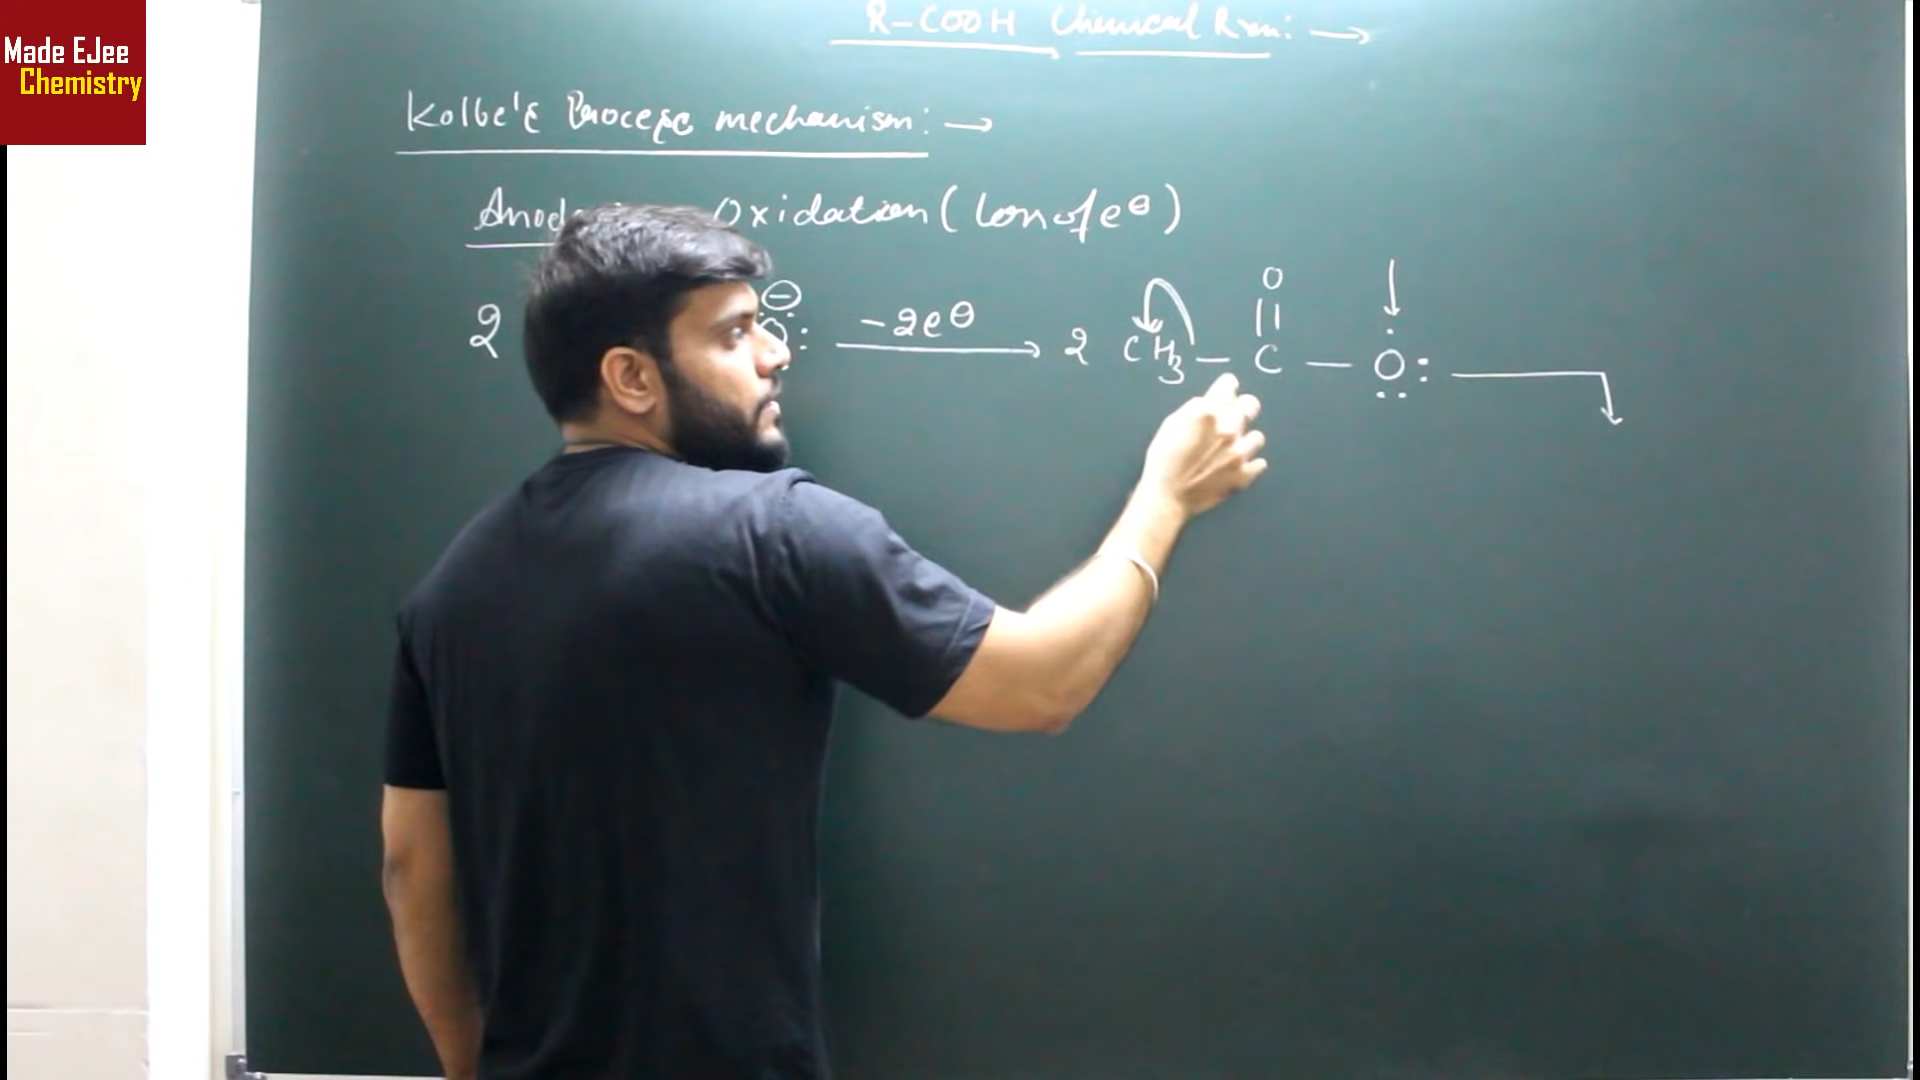 Made EJee
Chemistry
R-COOH Chemical Rxn: →
Kolbe's Process mechanism: →
Oxidation (Loss of e⊖)
2 ⊖
O: -2e⊖ → 2 CH3 - C - O:
O